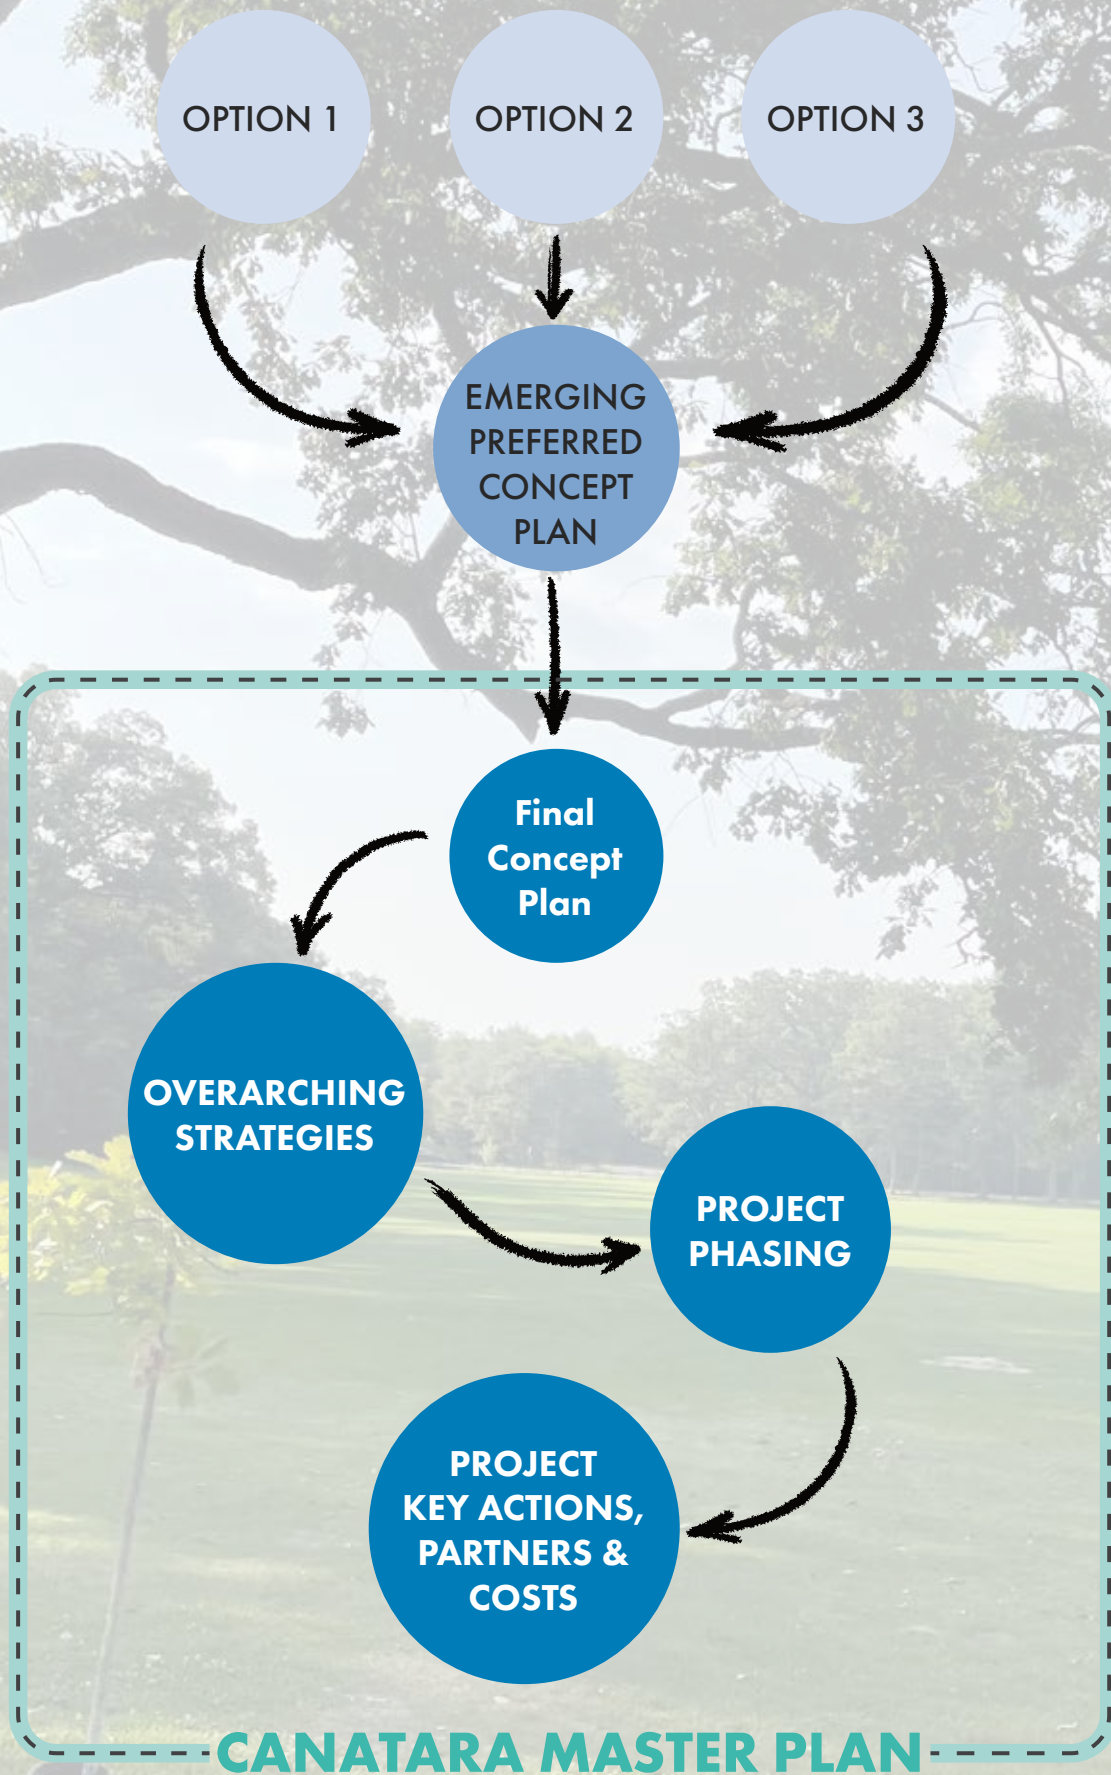 OPTION 1
OPTION 2
OPTION 3
EMERGING
PREFERRED
CONCEPT
PLAN
Final
Concept
Plan
OVERARCHING
STRATEGIES
PROJECT
PHASING
PROJECT
KEY ACTIONS,
PARTNERS &
COSTS
CANATARA MASTER PLAN